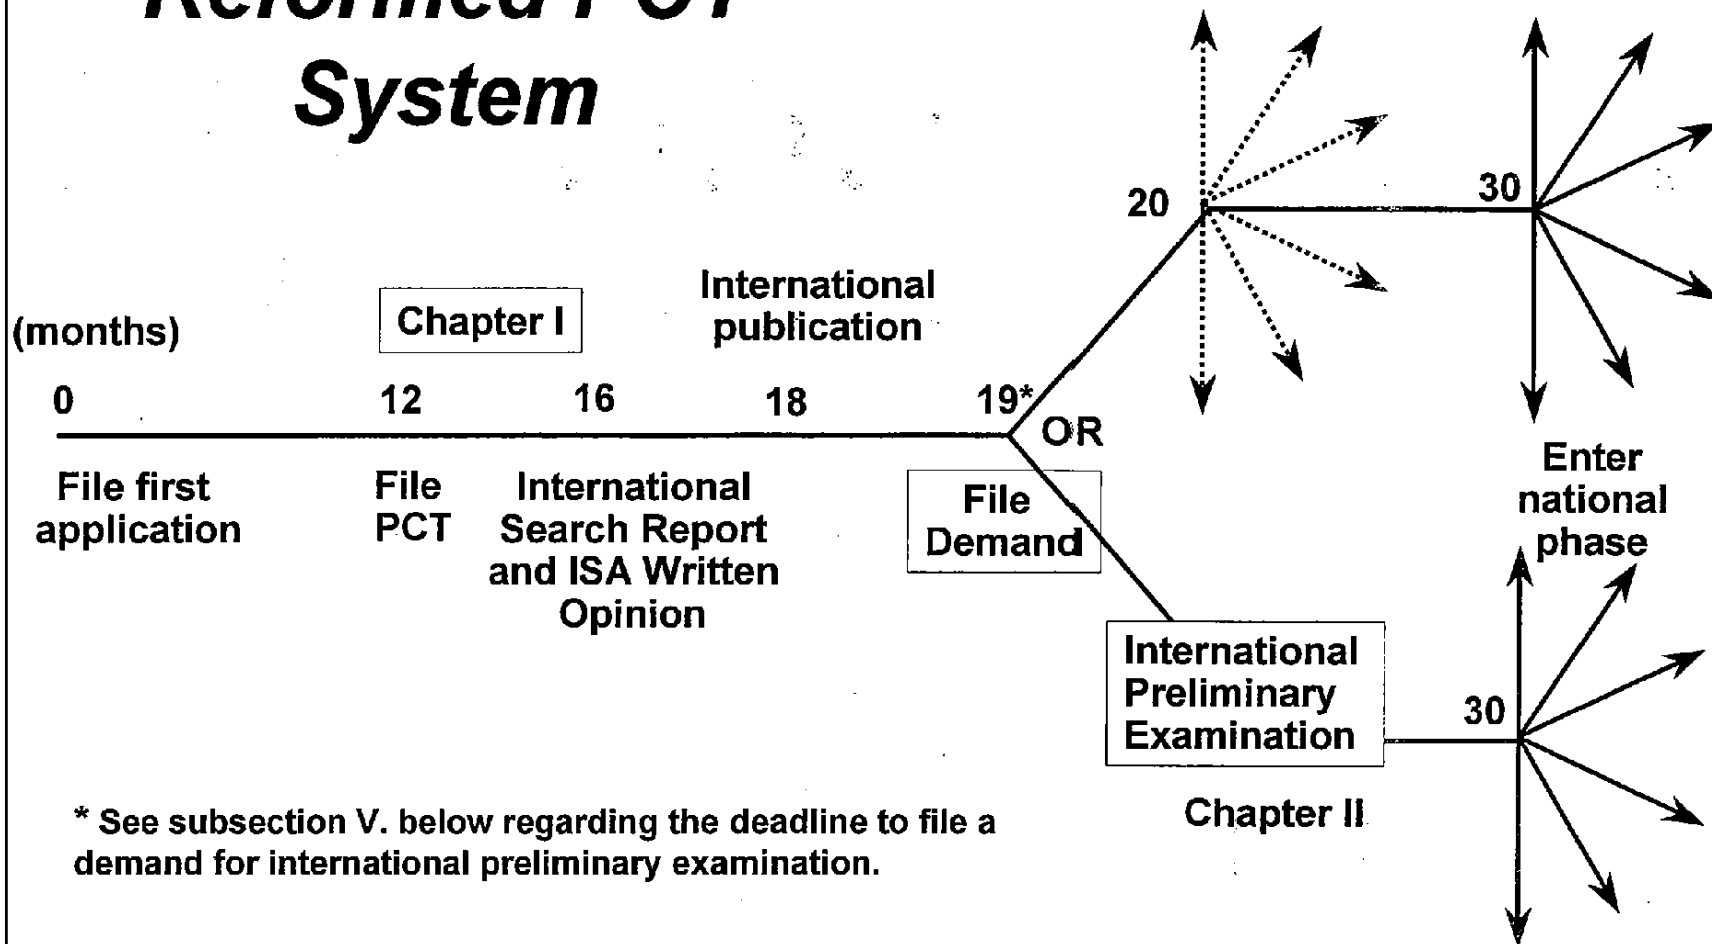 Reformed PCT
System
20
30
International
publication
Chapter I
(months)
0
12
16
18
19*
OR
File first
application
File
PCT
International
Search Report
and ISA Written
Opinion
File
Demand
Enter
national
phase
International
Preliminary
Examination
30
Chapter II
* See subsection V. below regarding the deadline to file a
demand for international preliminary examination.